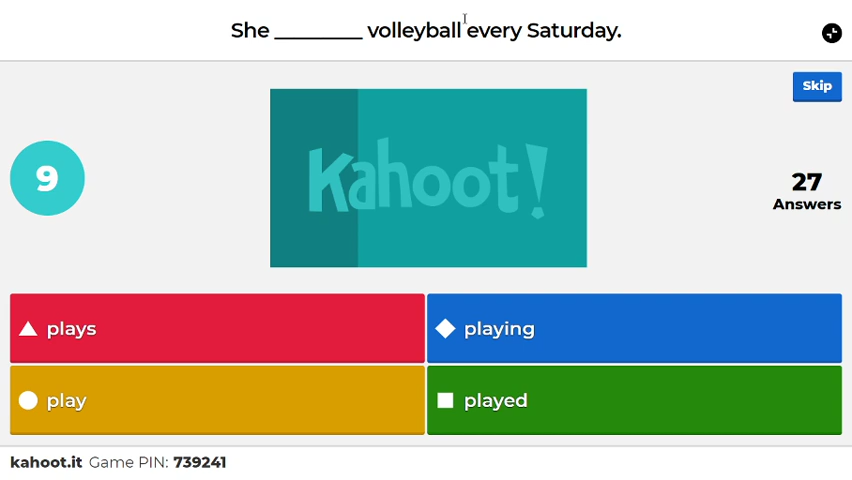 She ________ volleyball every Saturday.
Skip
9
Kahoot!
27
Answers
plays
playing
play
played
kahoot.it Game PIN: 739241